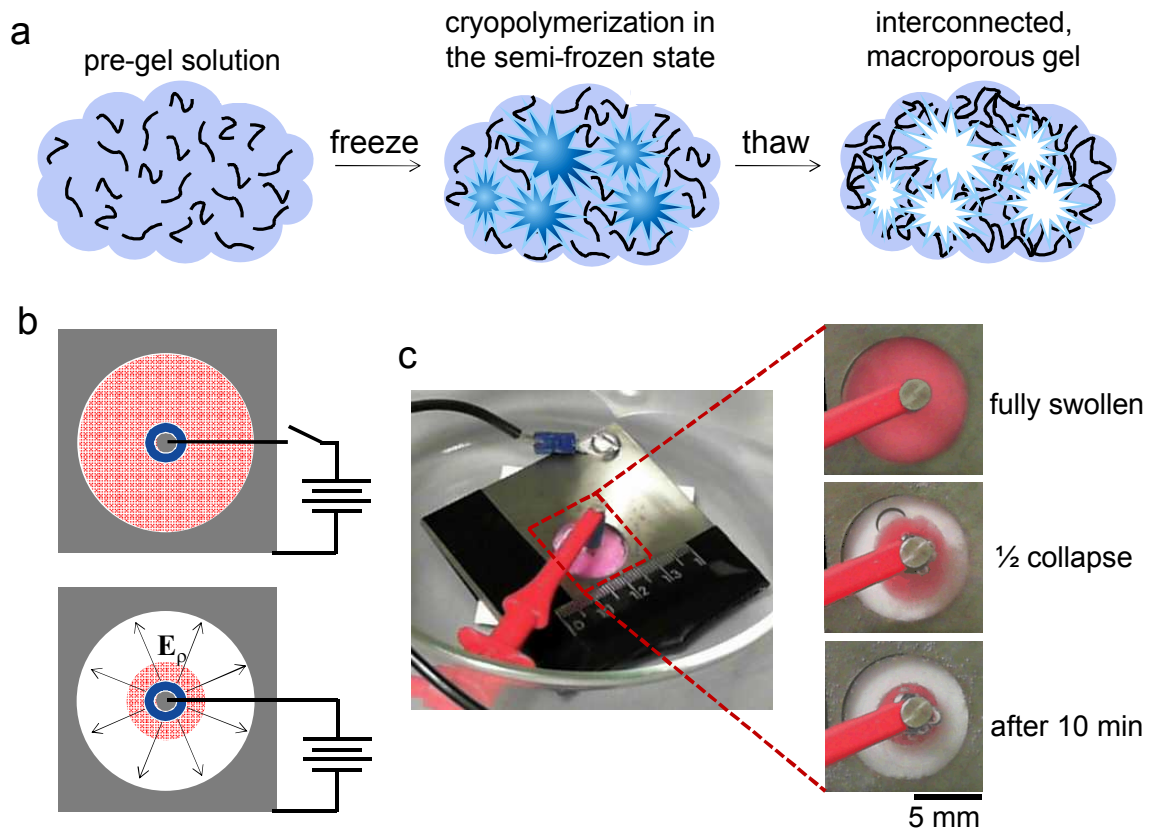 a
pre-gel solution
freeze
cryopolymerization in
the semi-frozen state
thaw
interconnected,
macroporous gel
b
Eρ
c
fully swollen
½ collapse
after 10 min
5 mm